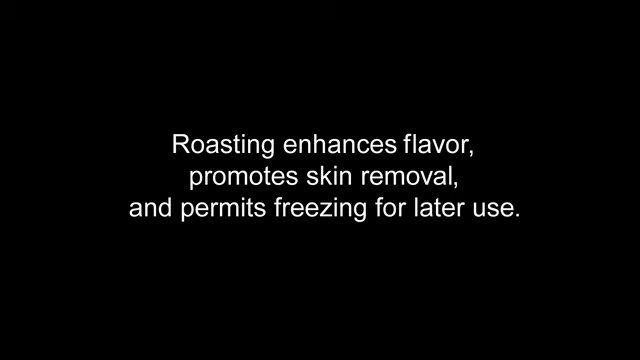 Roasting enhances flavor,
promotes skin removal,
and permits freezing for later use.